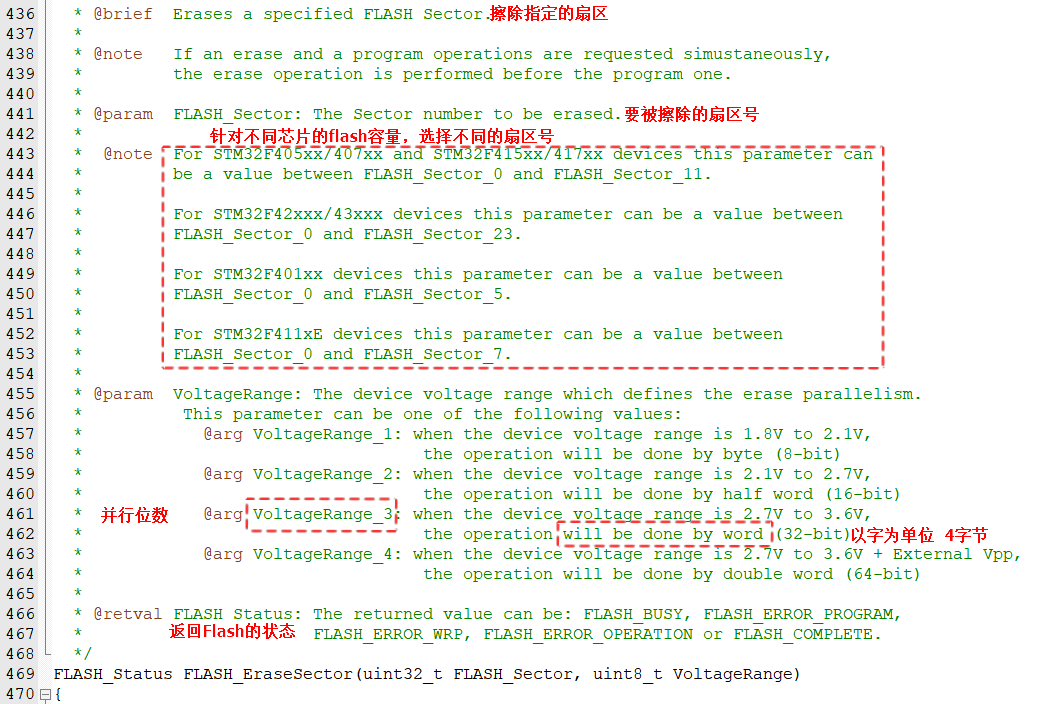 436 * @brief Erases a specified FLASH Sector.擦除指定的扇区
437 *
438 * @note If an erase and a program operations are requested simustaneously,
439 * the erase operation is performed before the program one.
440 *
441 * @param FLASH_Sector: The Sector number to be erased.要被擦除的扇区号
442 * 针对不同芯片的flash容量，选择不同的扇区号
443 * @note For STM32F405xx/407xx and STM32F415xx/417xx devices this parameter can
444 * be a value between FLASH_Sector_0 and FLASH_Sector_11.
445 *
446 * For STM32F42xxx/43xxx devices this parameter can be a value between
447 * FLASH_Sector_0 and FLASH_Sector_23.
448 *
449 * For STM32F401xx devices this parameter can be a value between
450 * FLASH_Sector_0 and FLASH_Sector_5.
451 *
452 * For STM32F411xE devices this parameter can be a value between
453 * FLASH_Sector_0 and FLASH_Sector_7.
454 *
455 * @param VoltageRange: The device voltage range which defines the erase parallelism.
456 * This parameter can be one of the following values:
457 * @arg VoltageRange_1: when the device voltage range is 1.8V to 2.1V,
458 * the operation will be done by byte (8-bit)
459 * @arg VoltageRange_2: when the device voltage range is 2.1V to 2.7V,
460 * the operation will be done by half word (16-bit)
461 * 并行位数 @arg VoltageRange_3: when the device voltage range is 2.7V to 3.6V,
462 * the operation will be done by word (32-bit)以字为单位 4字节
463 * @arg VoltageRange_4: when the device voltage range is 2.7V to 3.6V + External Vpp,
464 * the operation will be done by double word (64-bit)
465 *
466 * @retval FLASH Status: The returned value can be: FLASH_BUSY, FLASH_ERROR_PROGRAM,
467 * 返回Flash的状态 FLASH_ERROR_WRP, FLASH_ERROR_OPERATION or FLASH_COMPLETE.
468 */
469 FLASH_Status FLASH_EraseSector(uint32_t FLASH_Sector, uint8_t VoltageRange)
470 {